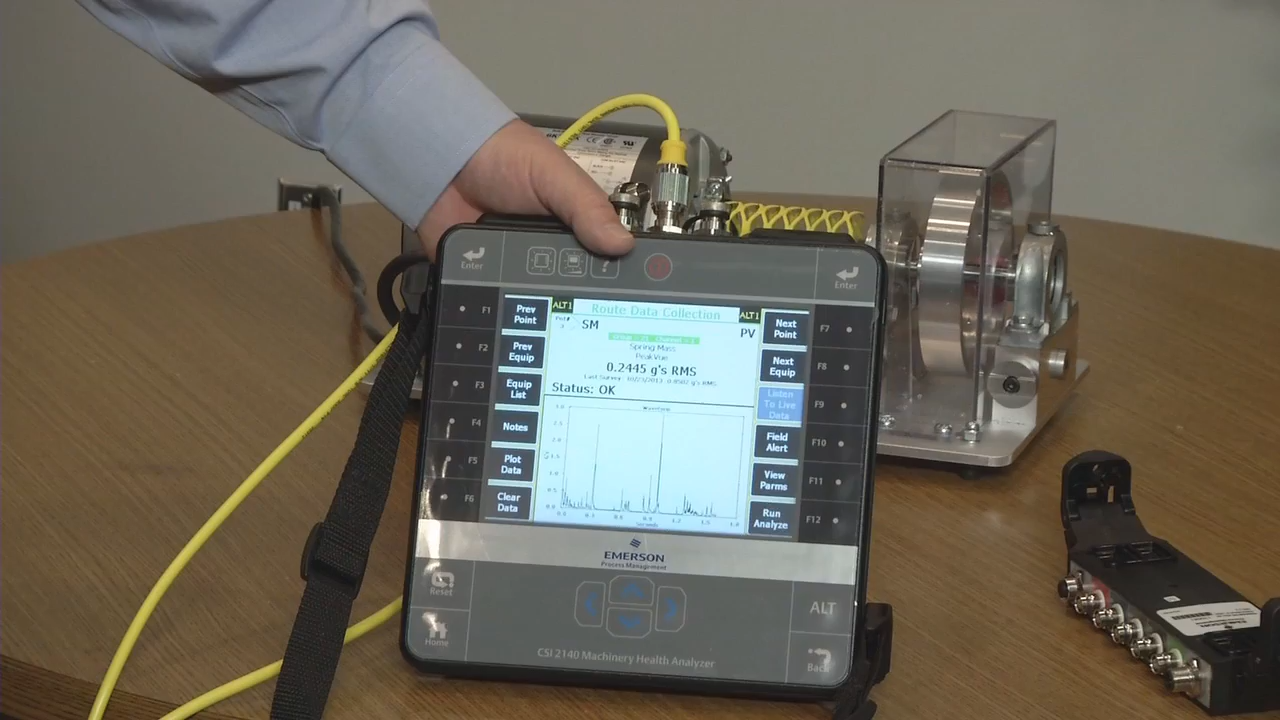 Enter
?
Enter
F1
F2
F3
F4
F5
F6
Prev Point
Prev Equip
Equip List
Notes
Plot Data
Clear Data
ALT1
Route Data Collection
ALT1
SM
PV
Spring Mass
PeakVue
0.2445 g's RMS
Status: OK
Waveform
Seconds
Next Point
Next Equip
Listen To Live Data
Field Alert
View Parms
Run Analyze
F7
F8
F9
F10
F11
F12
EMERSON
Process Management
Reset
Home
ALT
Back
CSI 2140 Machinery Health Analyzer